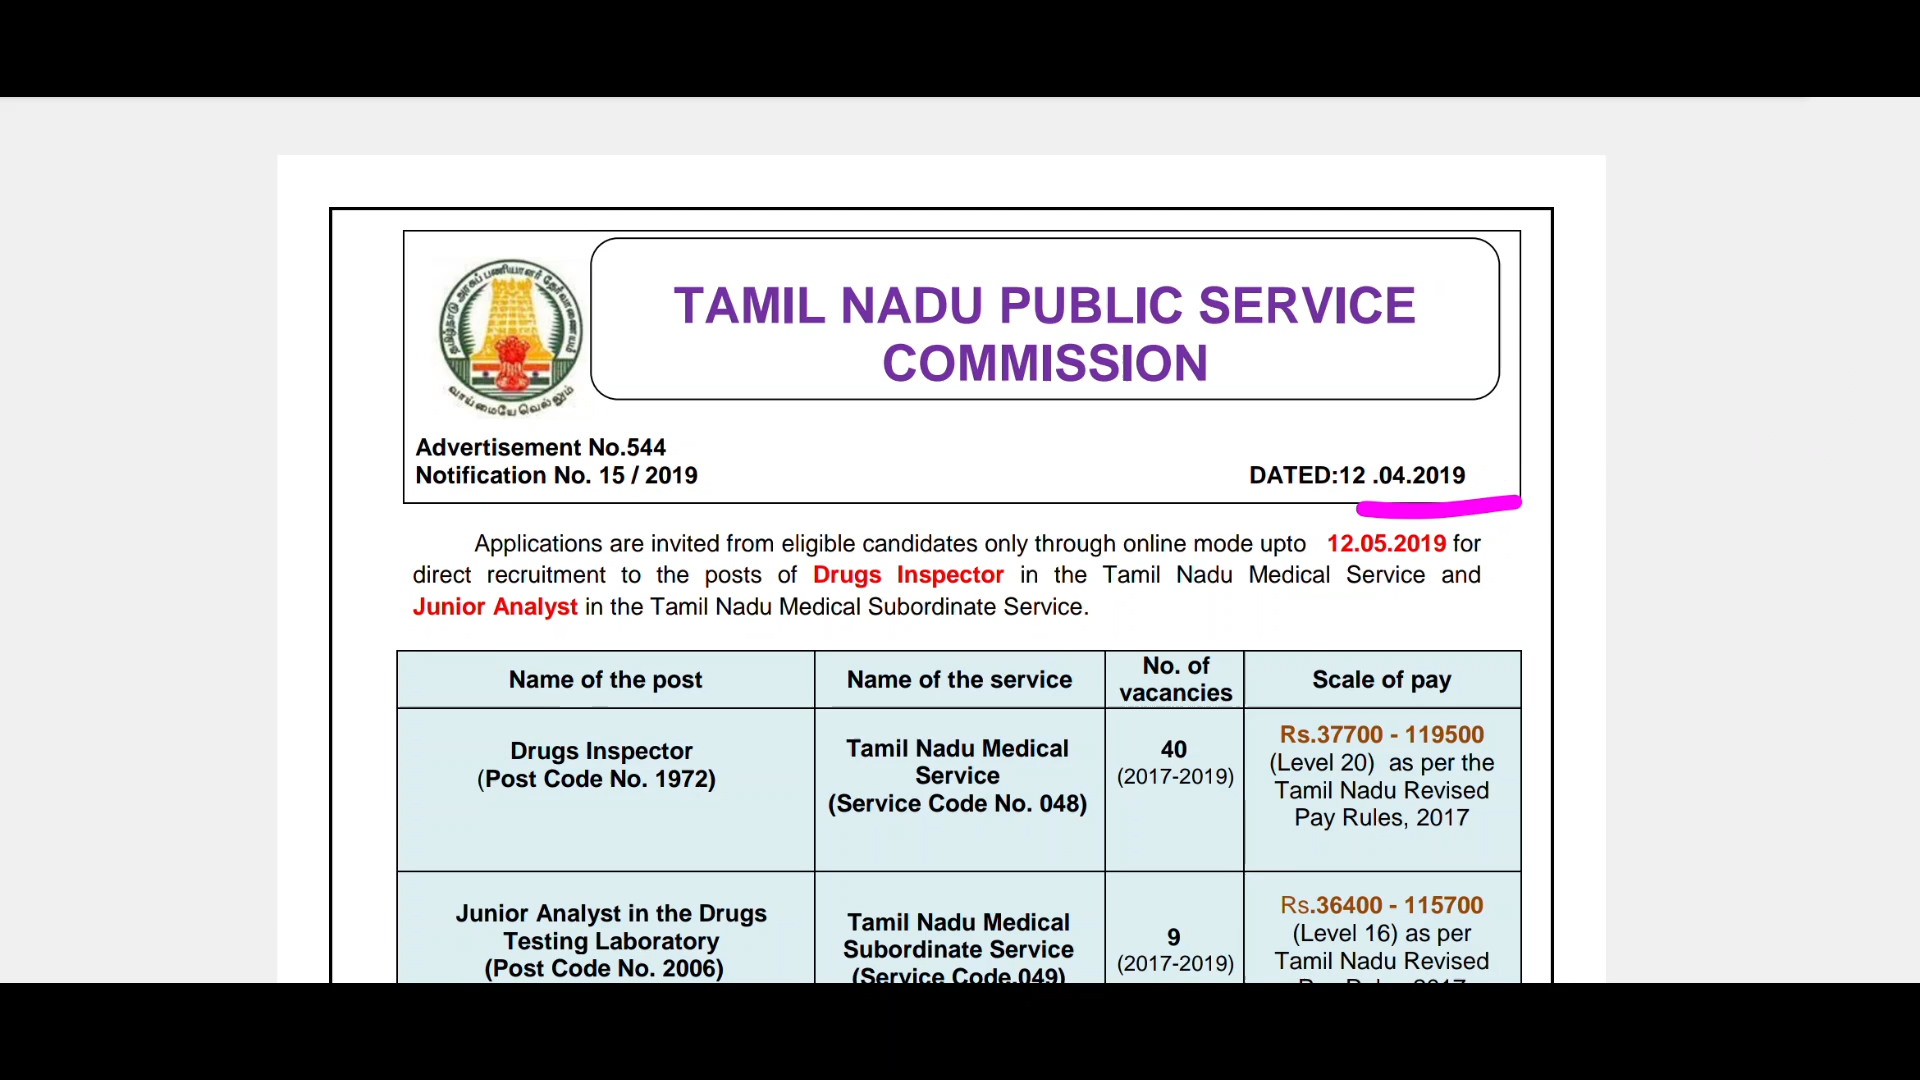 தமிழ்நாடு அரசுப் பணியாளர் தேர்வாணையம்
வாய்மையே வெல்லும்
TAMIL NADU PUBLIC SERVICE
COMMISSION
Advertisement No.544
Notification No. 15 / 2019
DATED:12 .04.2019
Applications are invited from eligible candidates only through online mode upto 12.05.2019 for
direct recruitment to the posts of Drugs Inspector in the Tamil Nadu Medical Service and
Junior Analyst in the Tamil Nadu Medical Subordinate Service.
Name of the post
Name of the service
No. of
vacancies
Scale of pay
Drugs Inspector
(Post Code No. 1972)
Tamil Nadu Medical
Service
(Service Code No. 048)
40
(2017-2019)
Rs.37700 - 119500
(Level 20) as per the
Tamil Nadu Revised
Pay Rules, 2017
Junior Analyst in the Drugs
Testing Laboratory
(Post Code No. 2006)
Tamil Nadu Medical
Subordinate Service
(Service Code.049)
9
(2017-2019)
Rs.36400 - 115700
(Level 16) as per
Tamil Nadu Revised